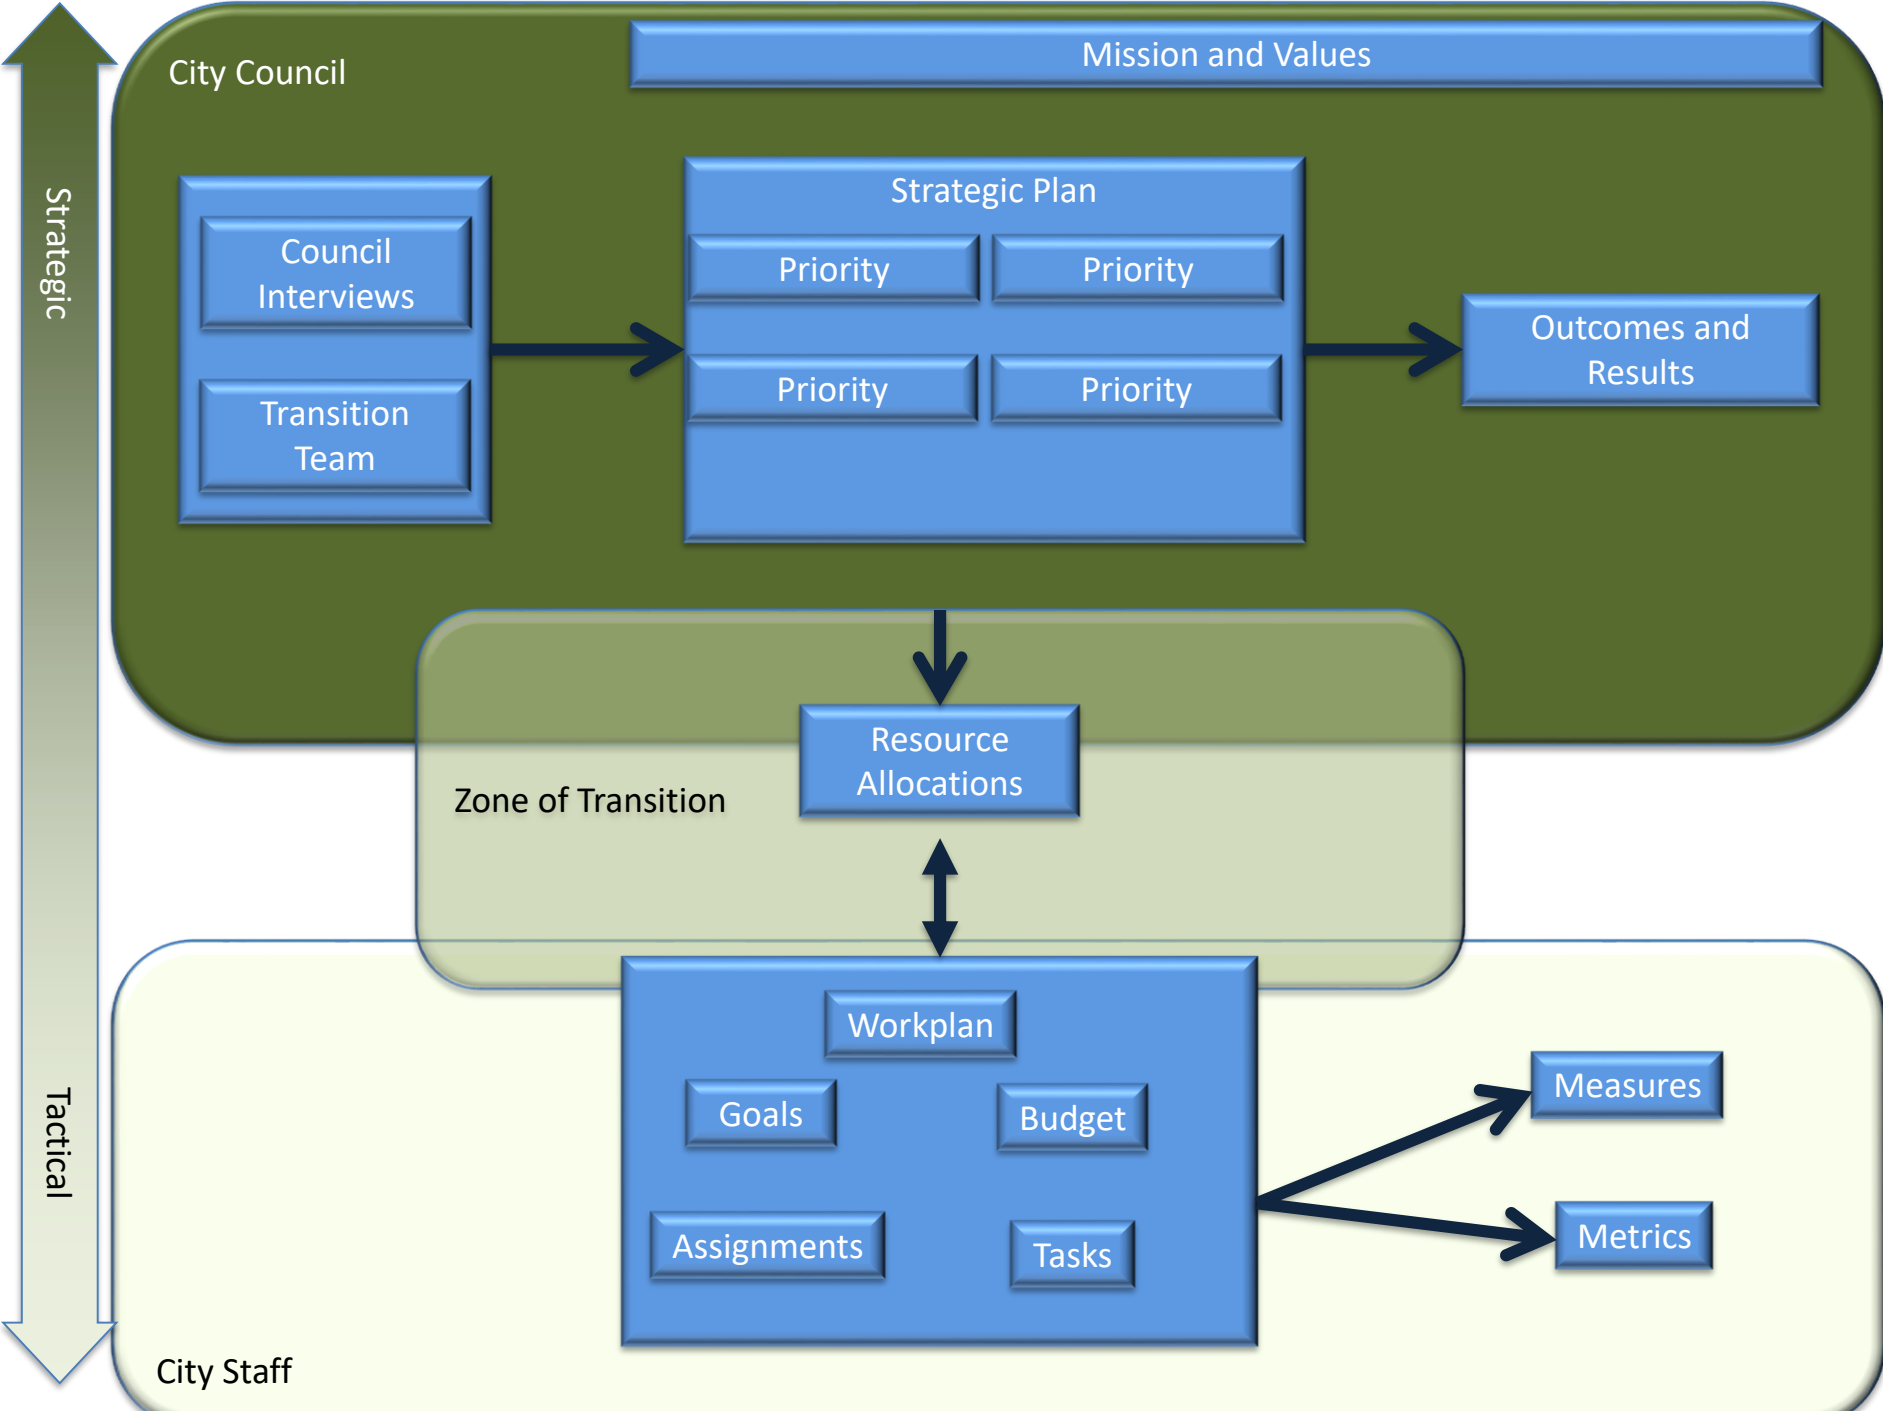 Mission and Values
City Council
Strategic
Council
Interviews
Transition
Team
Strategic Plan
Priority
Priority
Priority
Priority
Outcomes and
Results
Resource
Allocations
Zone of Transition
Tactical
Workplan
Goals
Budget
Assignments
Tasks
Measures
Metrics
City Staff